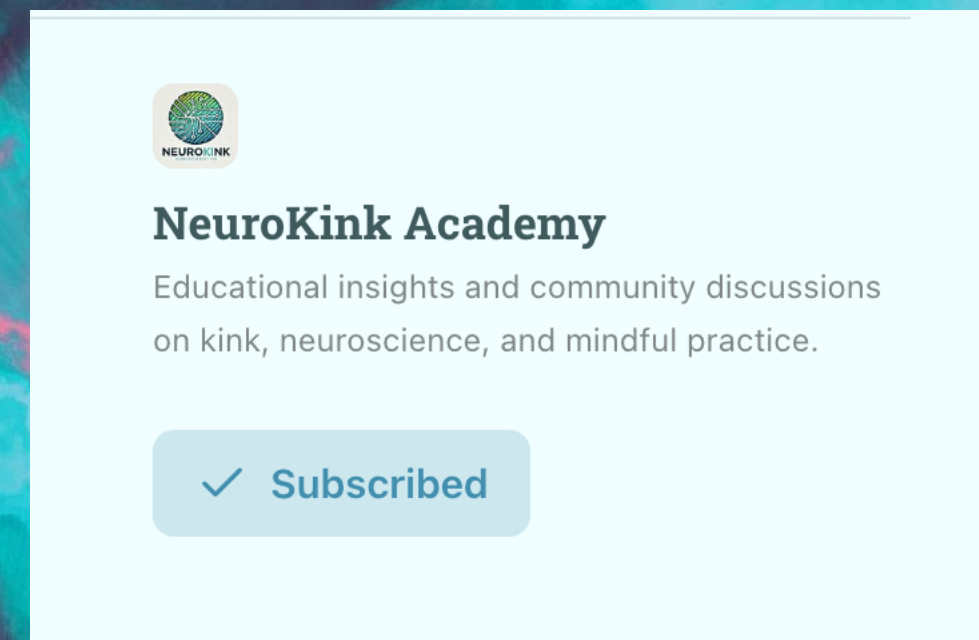 NEUROKINK
NeuroKink Academy
Educational insights and community discussions
on kink, neuroscience, and mindful practice.
Subscribed